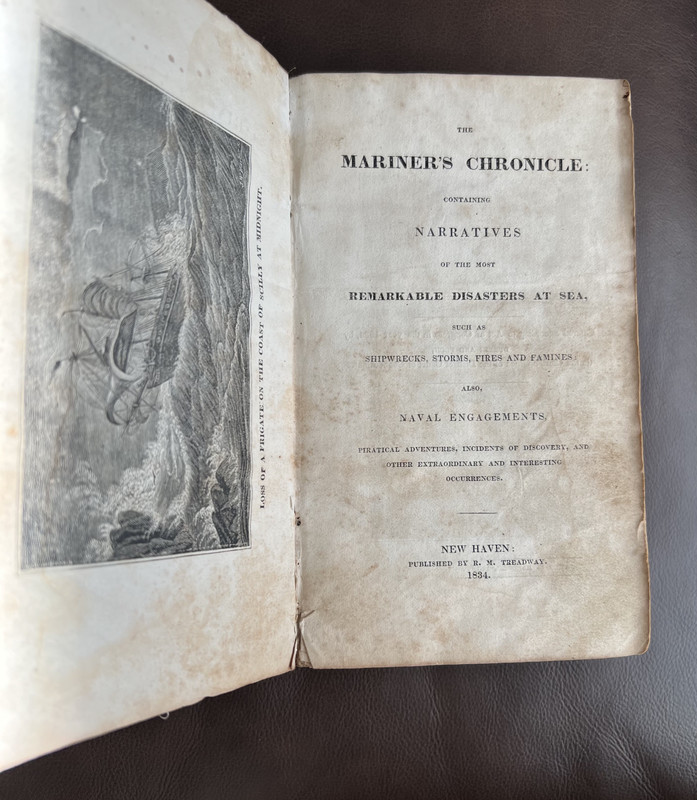 LOSS OF A FRIGATE ON THE COAST OF SCILLY AT MIDNIGHT.
THE
MARINER'S CHRONICLE:
CONTAINING
NARRATIVES
OF THE MOST
REMARKABLE DISASTERS AT SEA,
SUCH AS
SHIPWRECKS, STORMS, FIRES AND FAMINES:
ALSO,
NAVAL ENGAGEMENTS,
PIRATICAL ADVENTURES, INCIDENTS OF DISCOVERY, AND
OTHER EXTRAORDINARY AND INTERESTING
OCCURRENCES.
NEW HAVEN:
PUBLISHED BY R. M. TREADWAY.
1834.